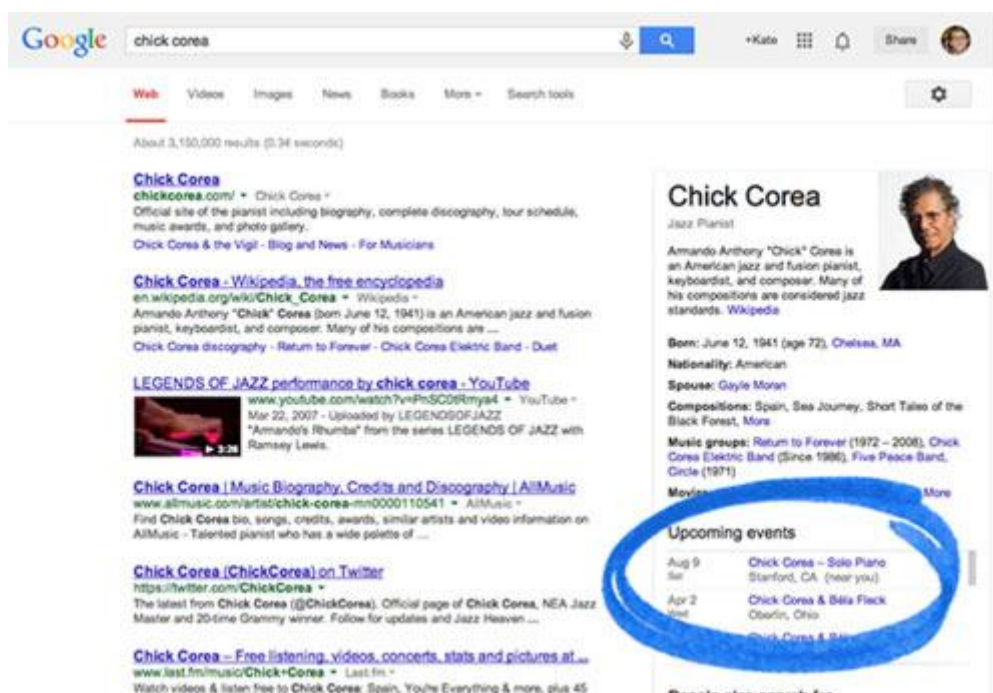 Google
chick corea
+Kate
Share
Web Videos Images News Books More Search tools
About 3,150,000 results (0.34 seconds)
Chick Corea
chickcorea.com/ Chick Corea
Official site of the pianist including biography, complete discography, tour schedule,
music awards, and photo gallery.
Chick Corea & the Vigil - Blog and News - For Musicians
Chick Corea - Wikipedia, the free encyclopedia
en.wikipedia.org/wiki/Chick_Corea Wikipedia
Armando Anthony "Chick" Corea (born June 12, 1941) is an American jazz and fusion
pianist, keyboardist, and composer. Many of his compositions are ...
Chick Corea discography - Return to Forever - Chick Corea Elektric Band - Duet
LEGENDS OF JAZZ performance by chick corea - YouTube
www.youtube.com/watch?v=PnSC0tRmya4 YouTube
Mar 22, 2007 - Uploaded by LEGENDSOFJAZZ
"Armando's Rhumba" from the series LEGENDS OF JAZZ with
Ramsey Lewis.
3:26
Chick Corea | Music Biography, Credits and Discography | AllMusic
www.allmusic.com/artist/chick-corea-mn0000110541 AllMusic
Find Chick Corea bio, songs, credits, awards, similar artists and video information on
AllMusic - Talented pianist who has a wide palette of ....
Chick Corea (ChickCorea) on Twitter
https://twitter.com/ChickCorea
The latest from Chick Corea (@ChickCorea). Official page of Chick Corea, NEA Jazz
Master and 20-time Grammy winner. Follow for updates and Jazz Heaven ....
Chick Corea – Free listening, videos, concerts, stats and pictures at ...
www.last.fm/music/Chick+Corea Last.fm
Watch videos & listen free to Chick Corea: Spain, You're Everything & more, plus 45
Chick Corea
Jazz Pianist
Armando Anthony "Chick" Corea is
an American jazz and fusion pianist,
keyboardist, and composer. Many of
his compositions are considered jazz
standards. Wikipedia
Born: June 12, 1941 (age 72), Chelsea, MA
Nationality: American
Spouse: Gayle Moran
Compositions: Spain, Sea Journey, Short Tales of the
Black Forest, More
Music groups: Return to Forever (1972 – 2008), Chick
Corea Elektric Band (Since 1986), Five Peace Band,
Circle (1971)
More
Upcoming events
Aug 9 Chick Corea – Solo Piano
Sat Stanford, CA (near you)
Apr 2 Chick Corea & Béla Fleck
Wed Oberlin, Ohio
Chick Corea &